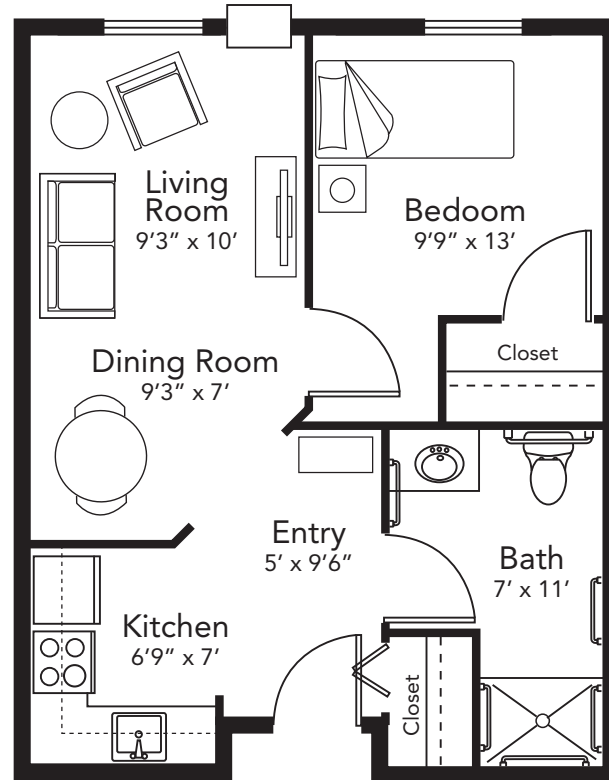 Living
Room
9’3” x 10’
Bedoom
9’9” x 13’
Closet
Dining Room
9’3” x 7’
Entry
5’ x 9’6”
Bath
7’ x 11’
Kitchen
6’9” x 7’
Closet